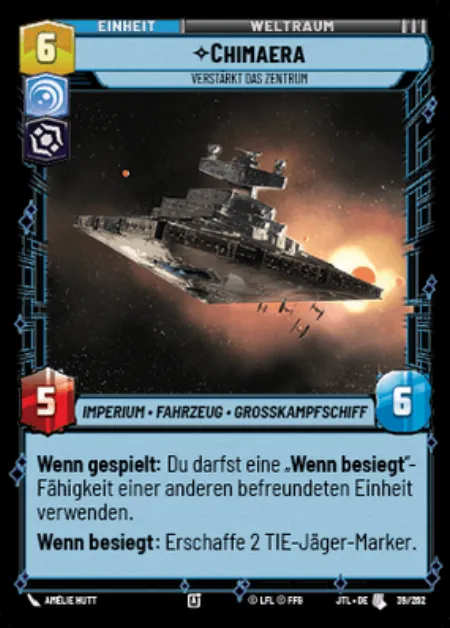 EINHEIT
WELTRAUM
6
CHIMAERA
VERSTÄRKT DAS ZENTRUM
5
IMPERIUM • FAHRZEUG • GROSSKAMPFSCHIFF
6
Wenn gespielt: Du darfst eine „Wenn besiegt“-
Fähigkeit einer anderen befreundeten Einheit
verwenden.
Wenn besiegt: Erschaffe 2 TIE-Jäger-Marker.
AMÉLIE HUTT
A
© LFL © FFG
JTL • DE
39/262